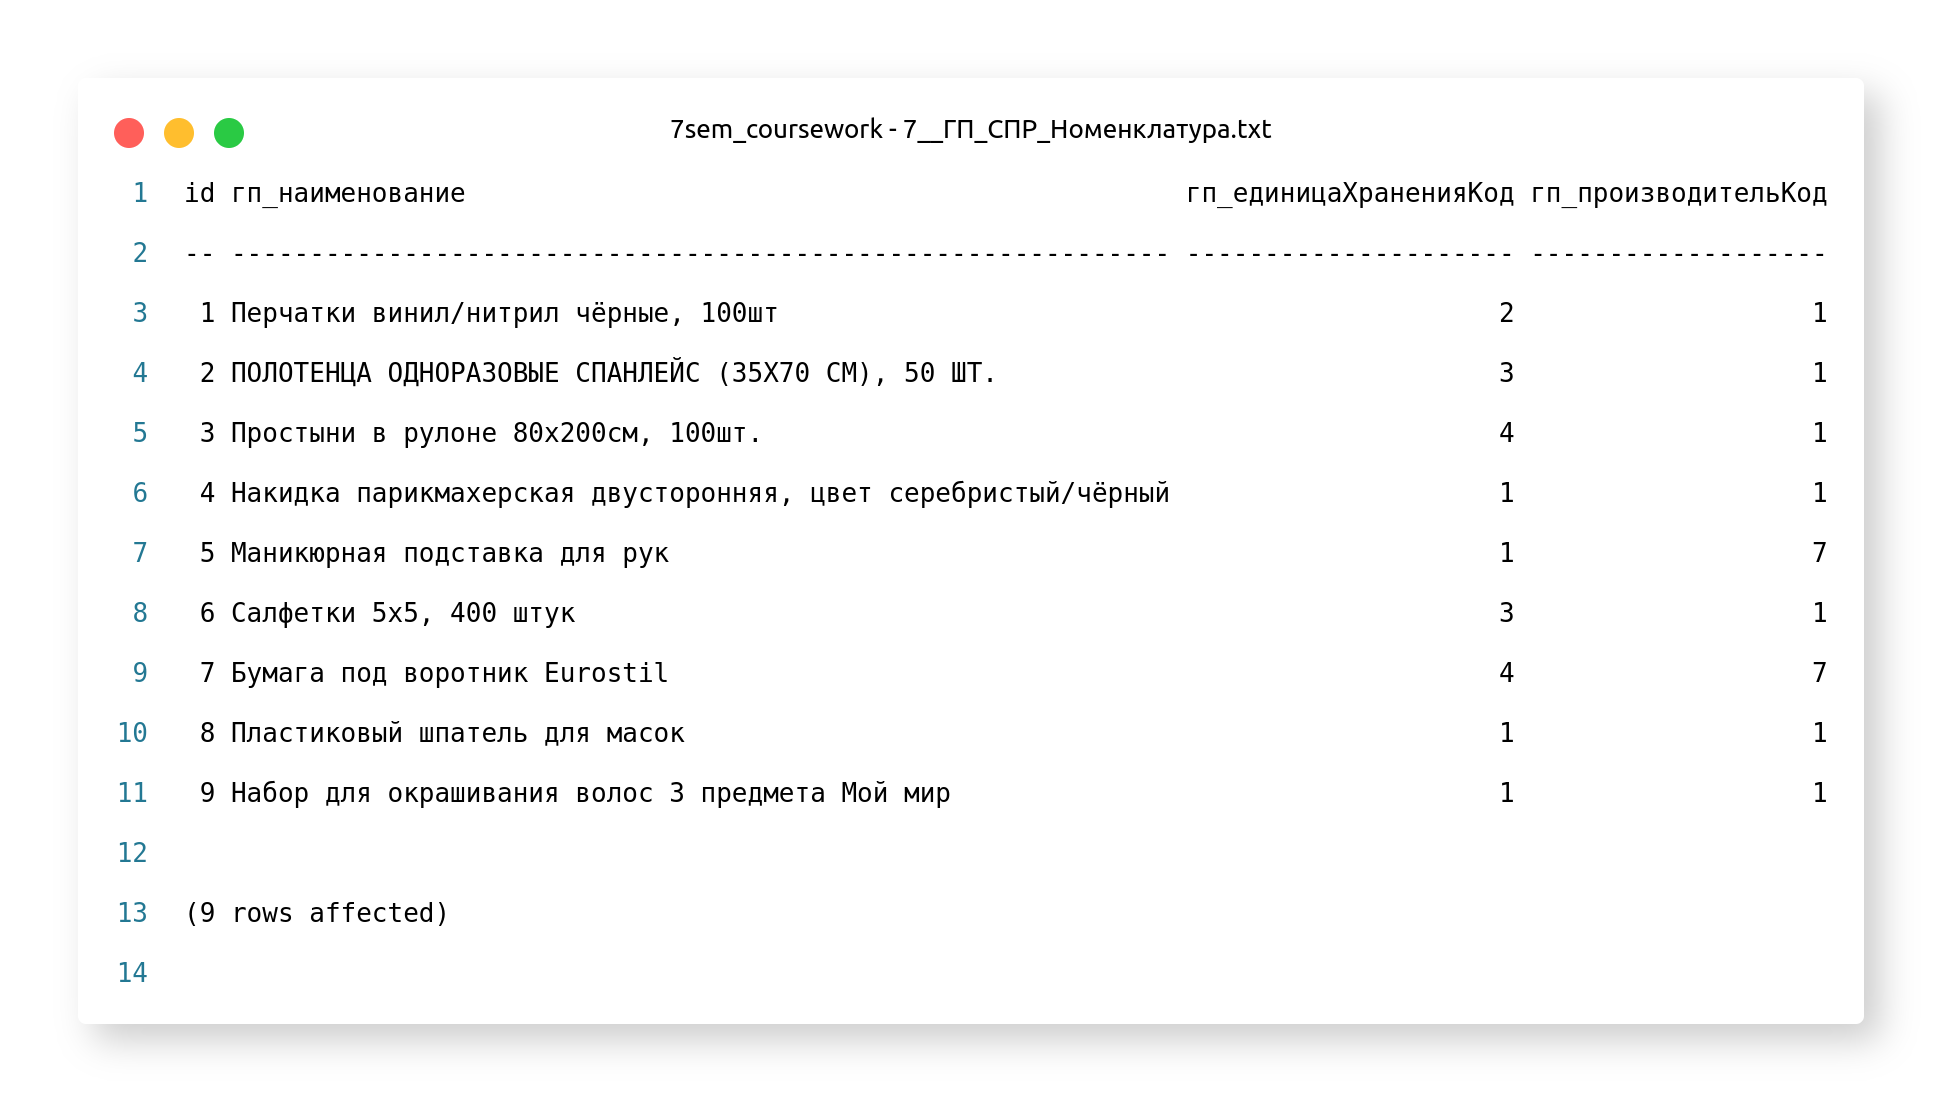 7sem_coursework - 7__ГП_СПР_Номенклатура.txt
1 id гп_наименование гп_единицаХраненияКод гп_производительКод
2 -- ------------------------------------------------------------ --------------------- -------------------
3 1 Перчатки винил/нитрил чёрные, 100шт 2 1
4 2 ПОЛОТЕНЦА ОДНОРАЗОВЫЕ СПАНЛЕЙС (35Х70 СМ), 50 ШТ. 3 1
5 3 Простыни в рулоне 80х200см, 100шт. 4 1
6 4 Накидка парикмахерская двусторонняя, цвет серебристый/чёрный 1 1
7 5 Маникюрная подставка для рук 1 7
8 6 Салфетки 5х5, 400 штук 3 1
9 7 Бумага под воротник Eurostil 4 7
10 8 Пластиковый шпатель для масок 1 1
11 9 Набор для окрашивания волос 3 предмета Мой мир 1 1
12
13 (9 rows affected)
14